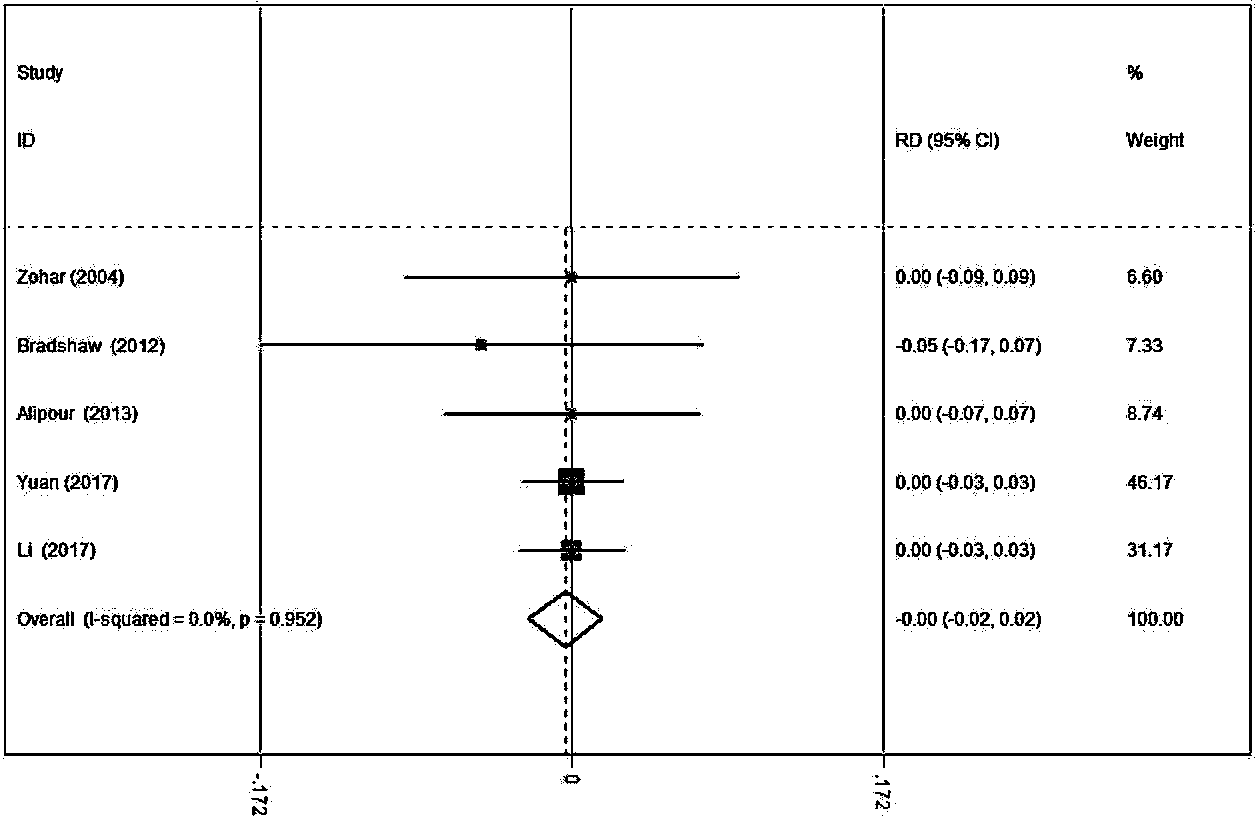 Study %
ID RD (95% CI) Weight
Zohar (2004) 0.00 (-0.09, 0.09) 6.60
Bradshaw (2012) -0.05 (-0.17, 0.07) 7.33
Alipour (2013) 0.00 (-0.07, 0.07) 8.74
Yuan (2017) 0.00 (-0.03, 0.03) 46.17
Li (2017) 0.00 (-0.03, 0.03) 31.17
Overall (I-squared = 0.0%, p = 0.952) -0.00 (-0.02, 0.02) 100.00
-.172 0 .172